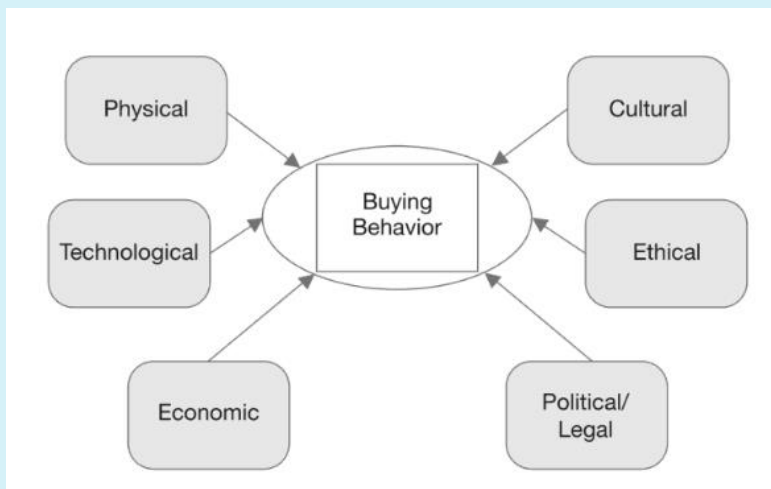 Physical
Cultural
Buying
Behavior
Technological
Ethical
Economic
Political/
Legal